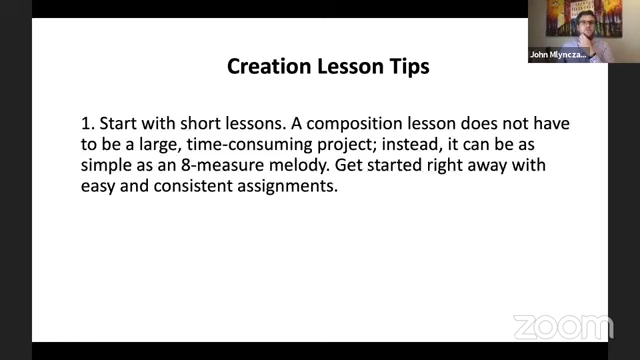 John Mlyncza...
Creation Lesson Tips
1. Start with short lessons. A composition lesson does not have
to be a large, time-consuming project; instead, it can be as
simple as an 8-measure melody. Get started right away with
easy and consistent assignments.
zoom